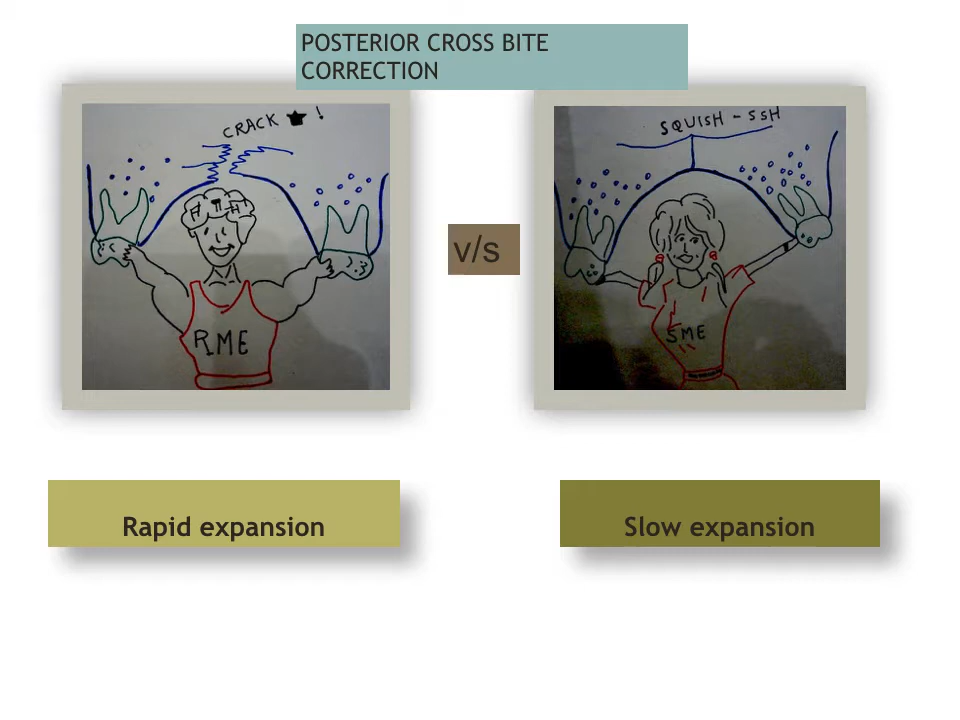 POSTERIOR CROSS BITE
CORRECTION
CRACK ★ !
SQUISH - SSH
v/s
RME
SME
Rapid expansion
Slow expansion